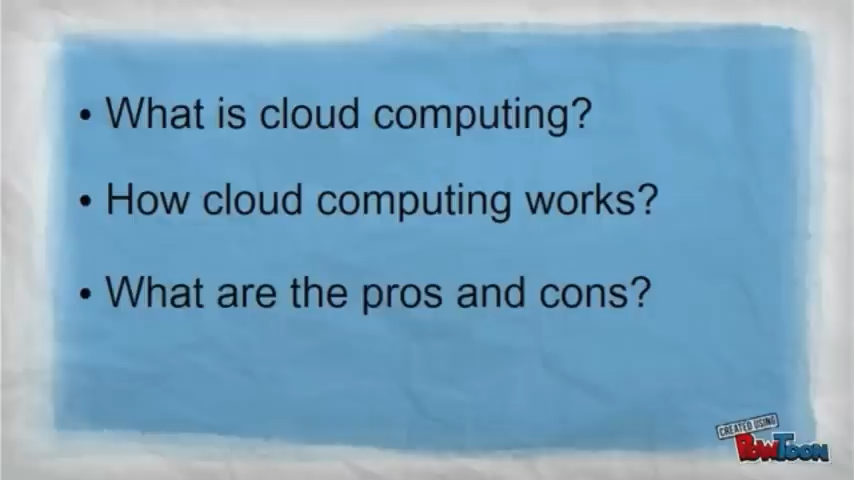 • What is cloud computing?
• How cloud computing works?
• What are the pros and cons?
CREATED USING
POWTOON